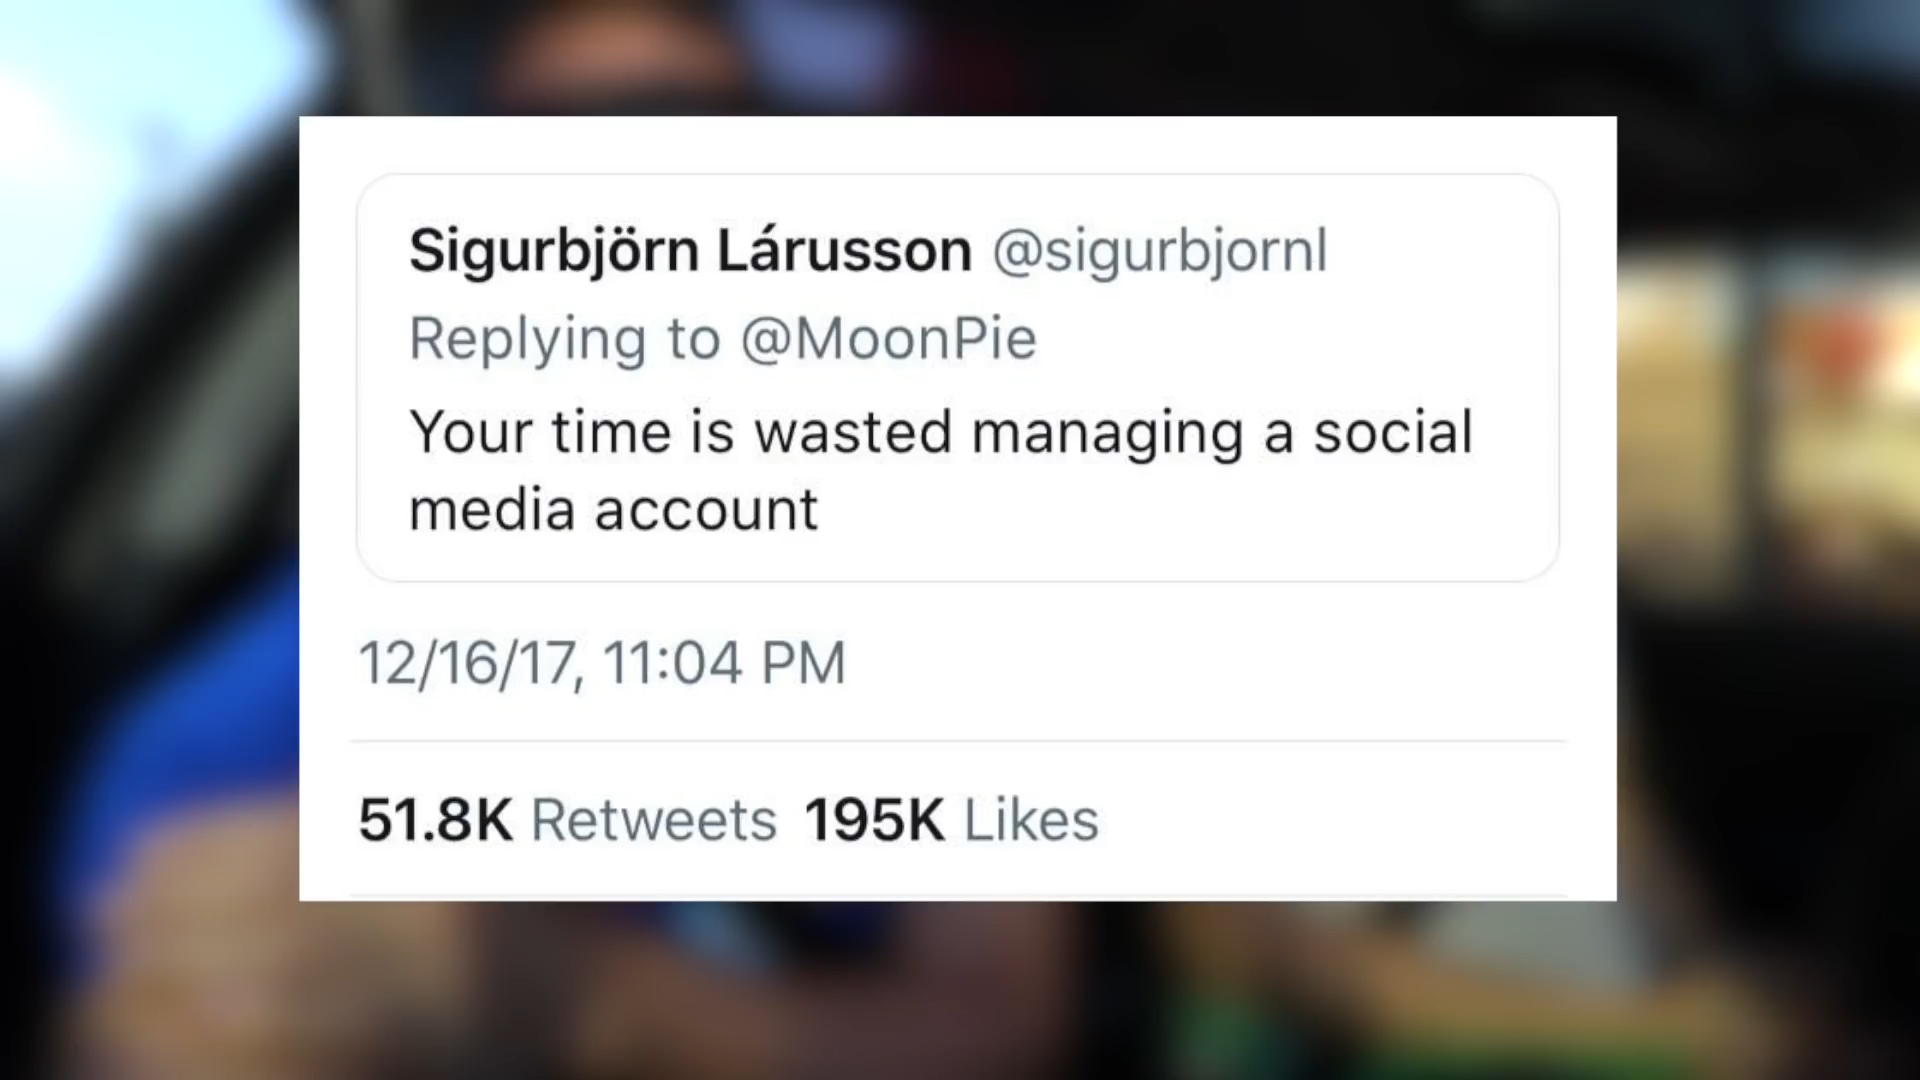 Sigurbjörn Lárusson @sigurbjornl
Replying to @MoonPie
Your time is wasted managing a social
media account
12/16/17, 11:04 PM
51.8K Retweets 195K Likes